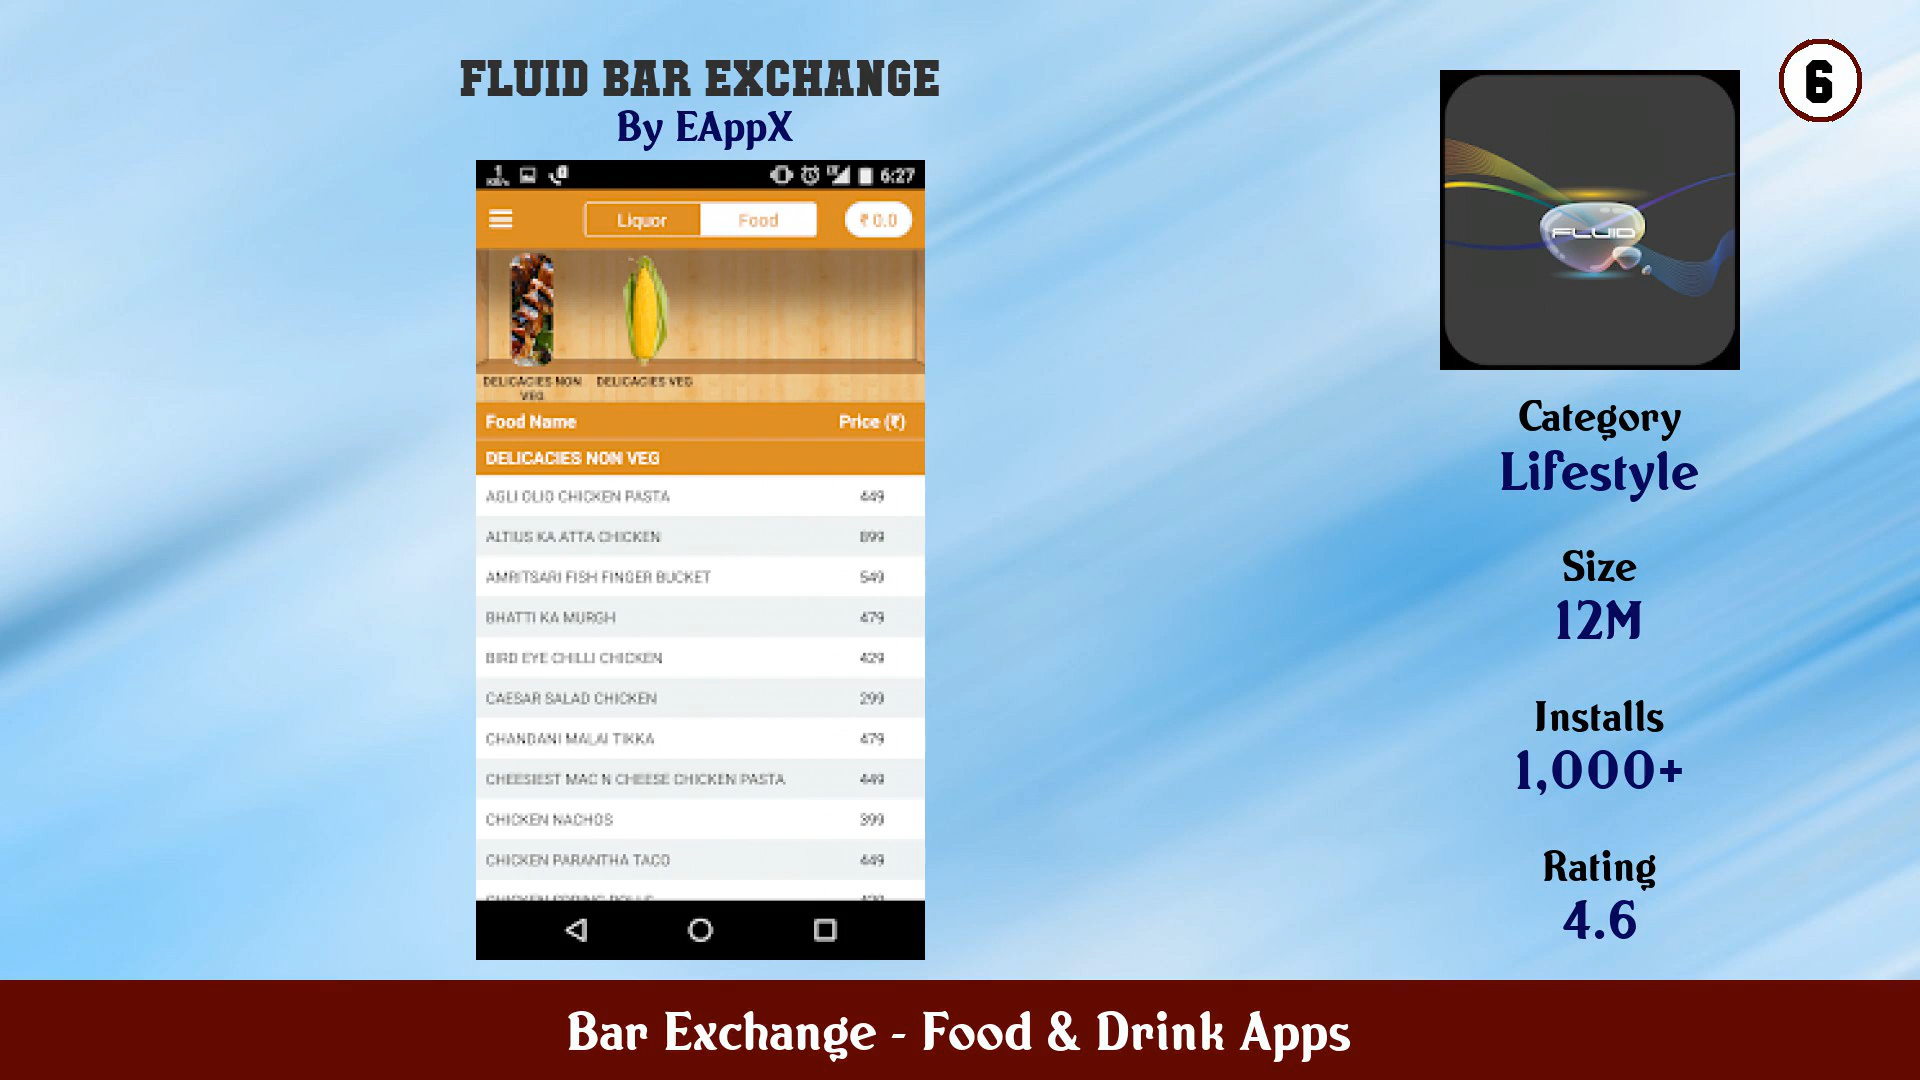 FLUID BAR EXCHANGE
By EAppX
6
6:27
Liquor
Food
₹ 0.0
DELICACIES NON VEG
DELICACIES VEG
Food Name
Price (₹)
DELICACIES NON VEG
AGLI OLIO CHICKEN PASTA 449
ALTIUS KA ATTA CHICKEN 899
AMRITSARI FISH FINGER BUCKET 549
BHATTI KA MURGH 479
BIRD EYE CHILLI CHICKEN 429
CAESAR SALAD CHICKEN 299
CHANDANI MALAI TIKKA 479
CHEESIEST MAC N CHEESE CHICKEN PASTA 449
CHICKEN NACHOS 399
CHICKEN PARANTHA TACO 449
FLUID
Category
Lifestyle
Size
12M
Installs
1,000+
Rating
4.6
Bar Exchange - Food & Drink Apps